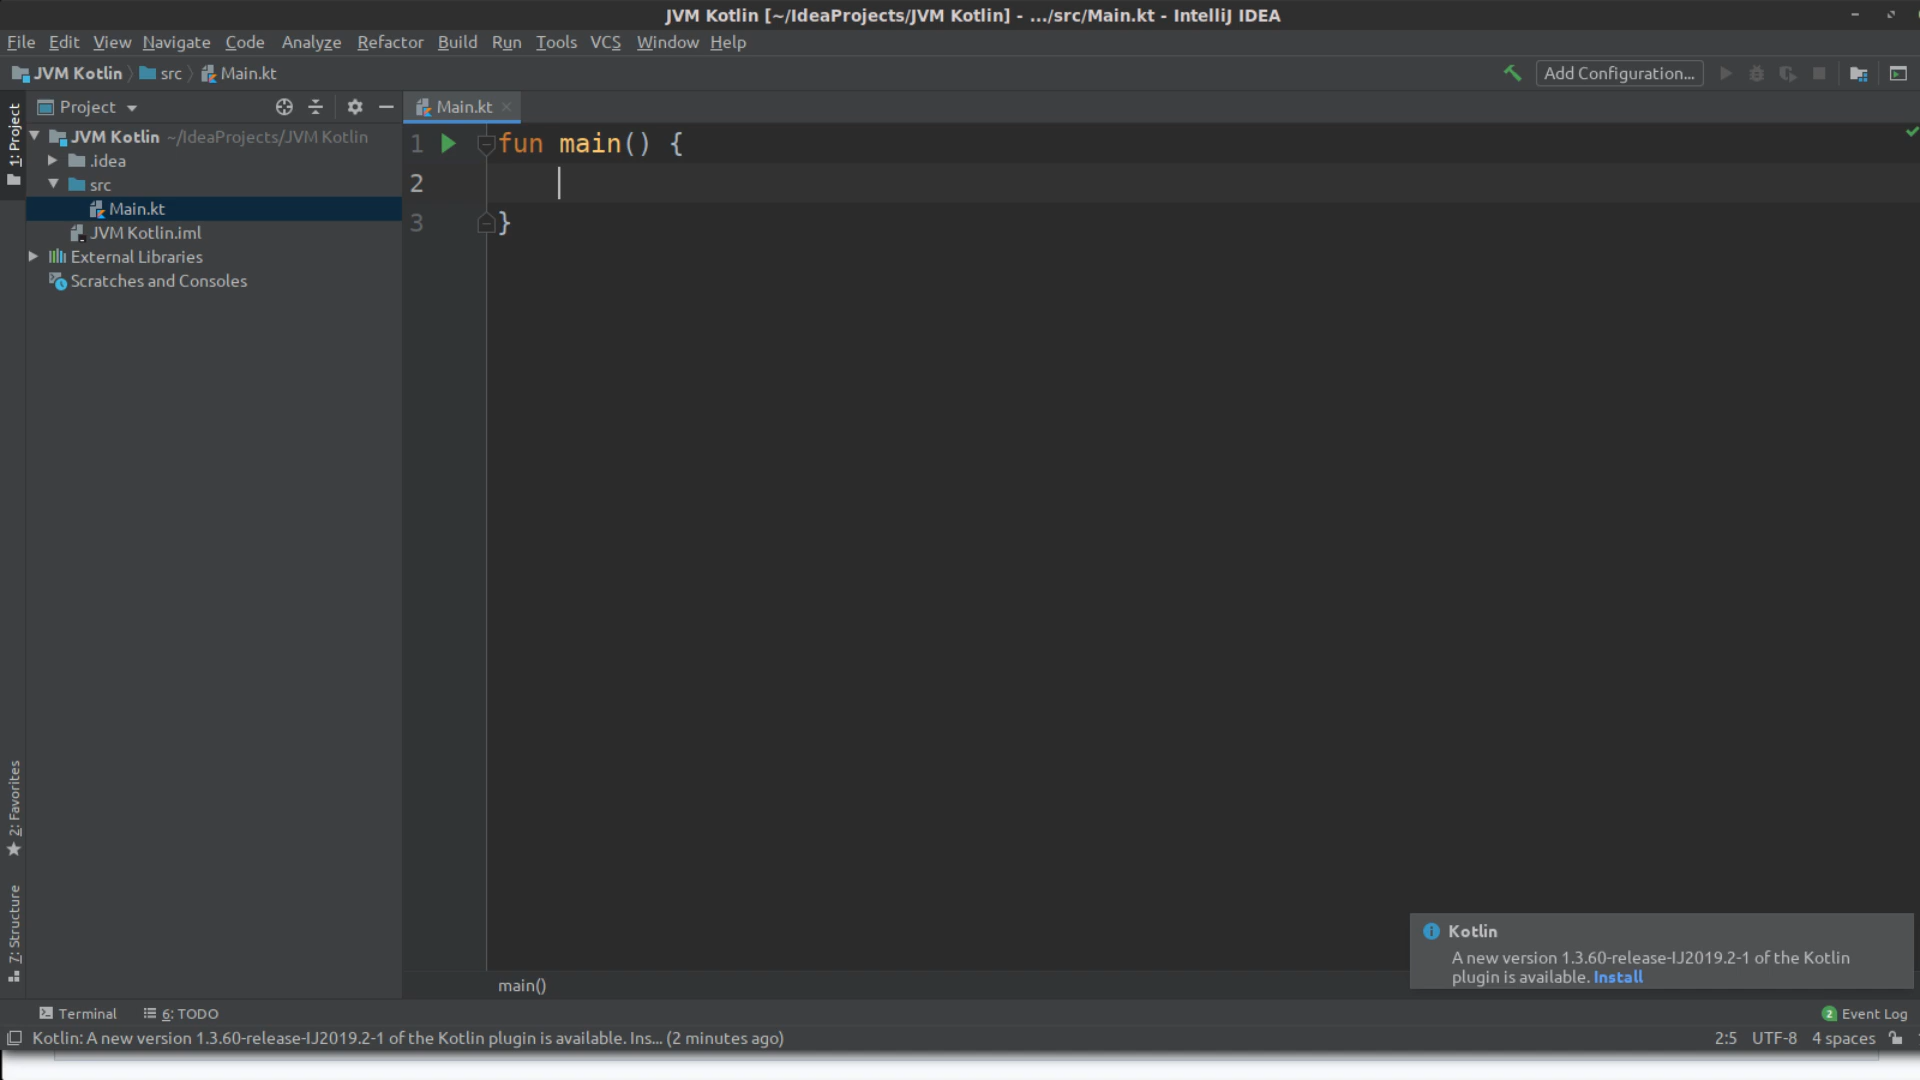 JVM Kotlin [~/IdeaProjects/JVM Kotlin] - .../src/Main.kt - IntelliJ IDEA
File Edit View Navigate Code Analyze Refactor Build Run Tools VCS Window Help
JVM Kotlin src Main.kt
Add Configuration...
1: Project
Project
JVM Kotlin ~/IdeaProjects/JVM Kotlin
.idea
src
Main.kt
JVM Kotlin.iml
External Libraries
Scratches and Consoles
Main.kt
1 fun main() {
2
3 }
2: Favorites
7: Structure
main()
Kotlin
A new version 1.3.60-release-IJ2019.2-1 of the Kotlin
plugin is available. Install
Terminal 6: TODO
2 Event Log
Kotlin: A new version 1.3.60-release-IJ2019.2-1 of the Kotlin plugin is available. Ins... (2 minutes ago)
2:5 UTF-8 4 spaces